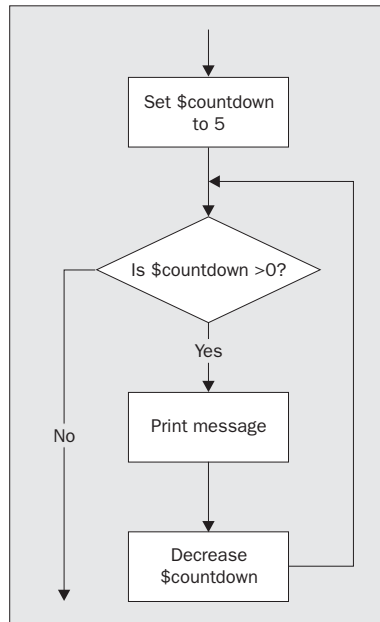 Set $countdown
to 5
Is $countdown >0?
Yes
Print message
No
Decrease
$countdown